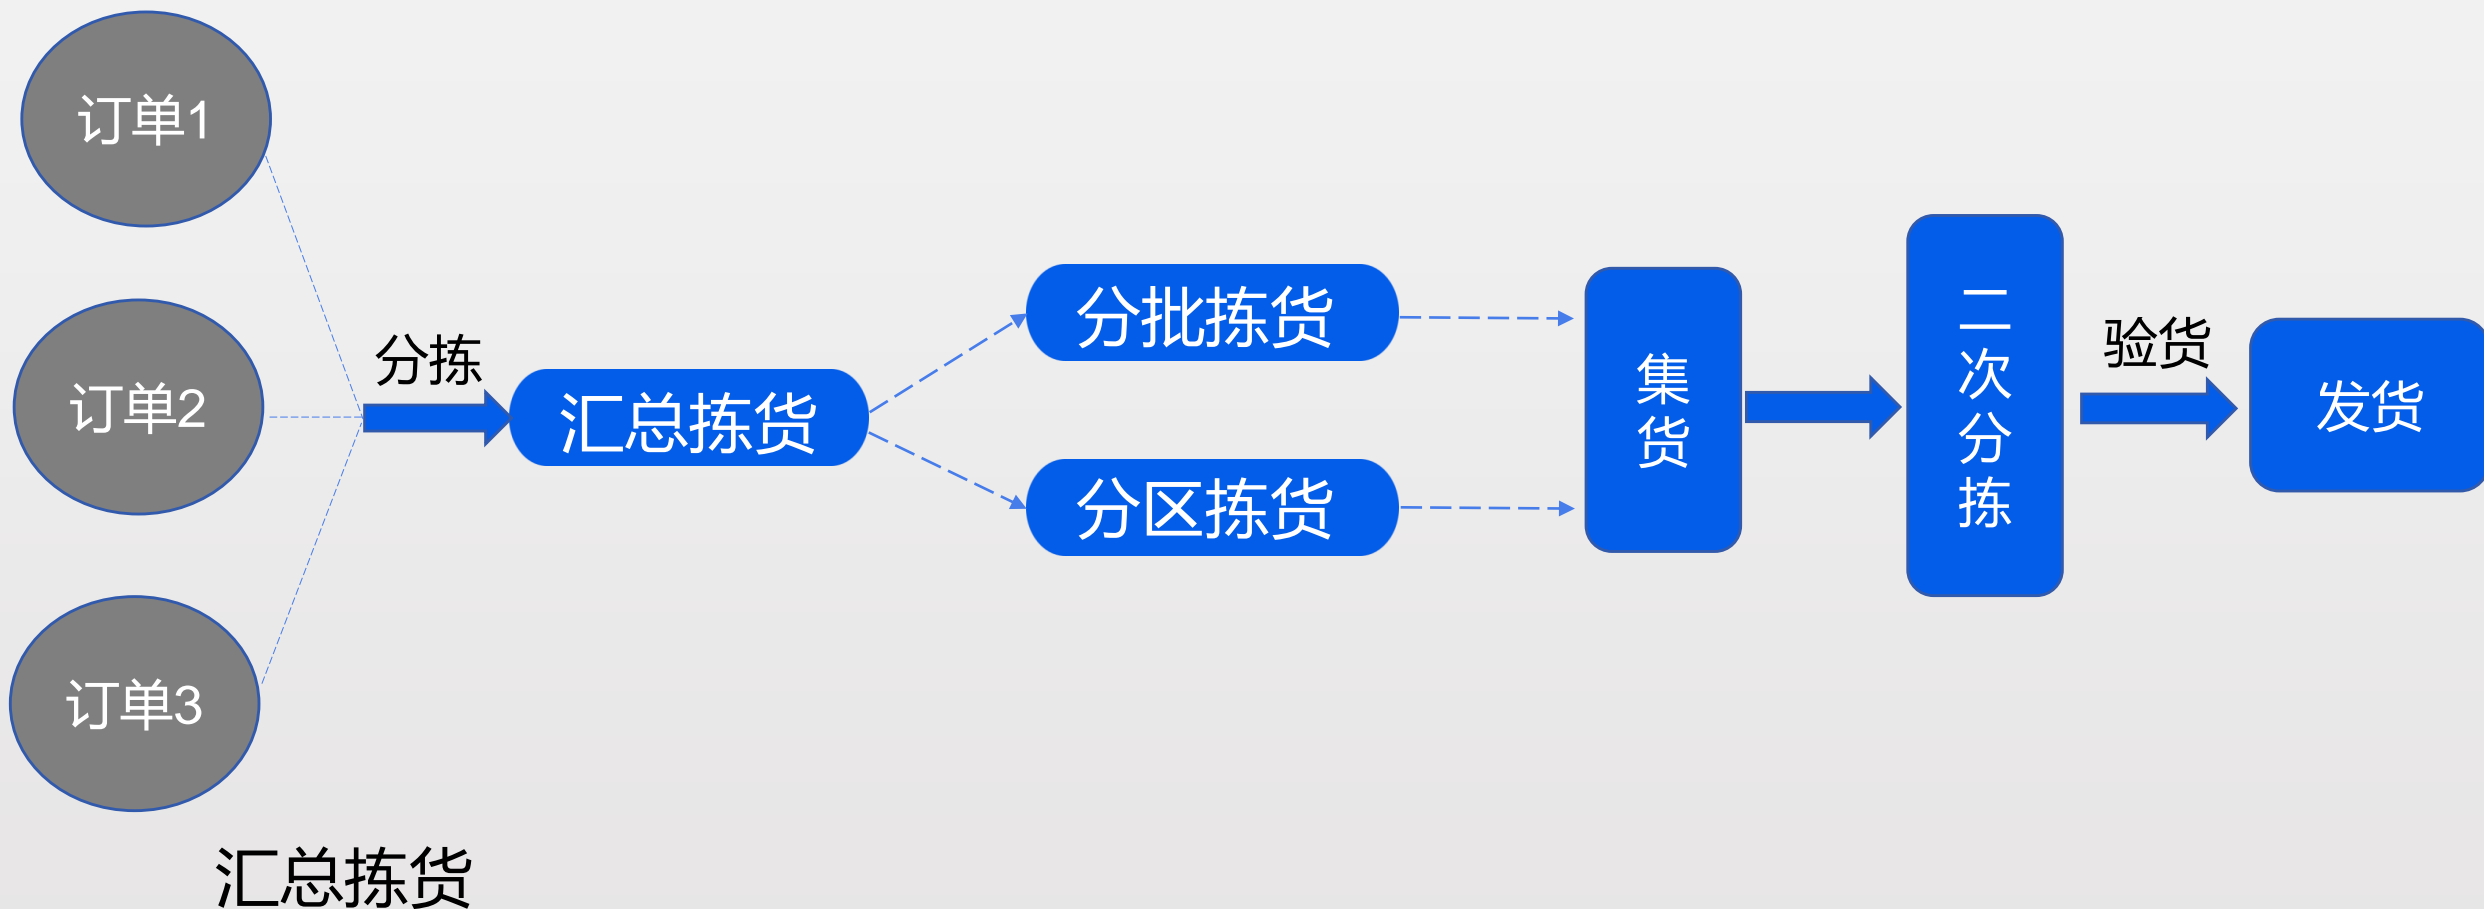 订单1
订单2
订单3
分拣
汇总拣货
分批拣货
分区拣货
集货
二次分拣
验货
发货
汇总拣货